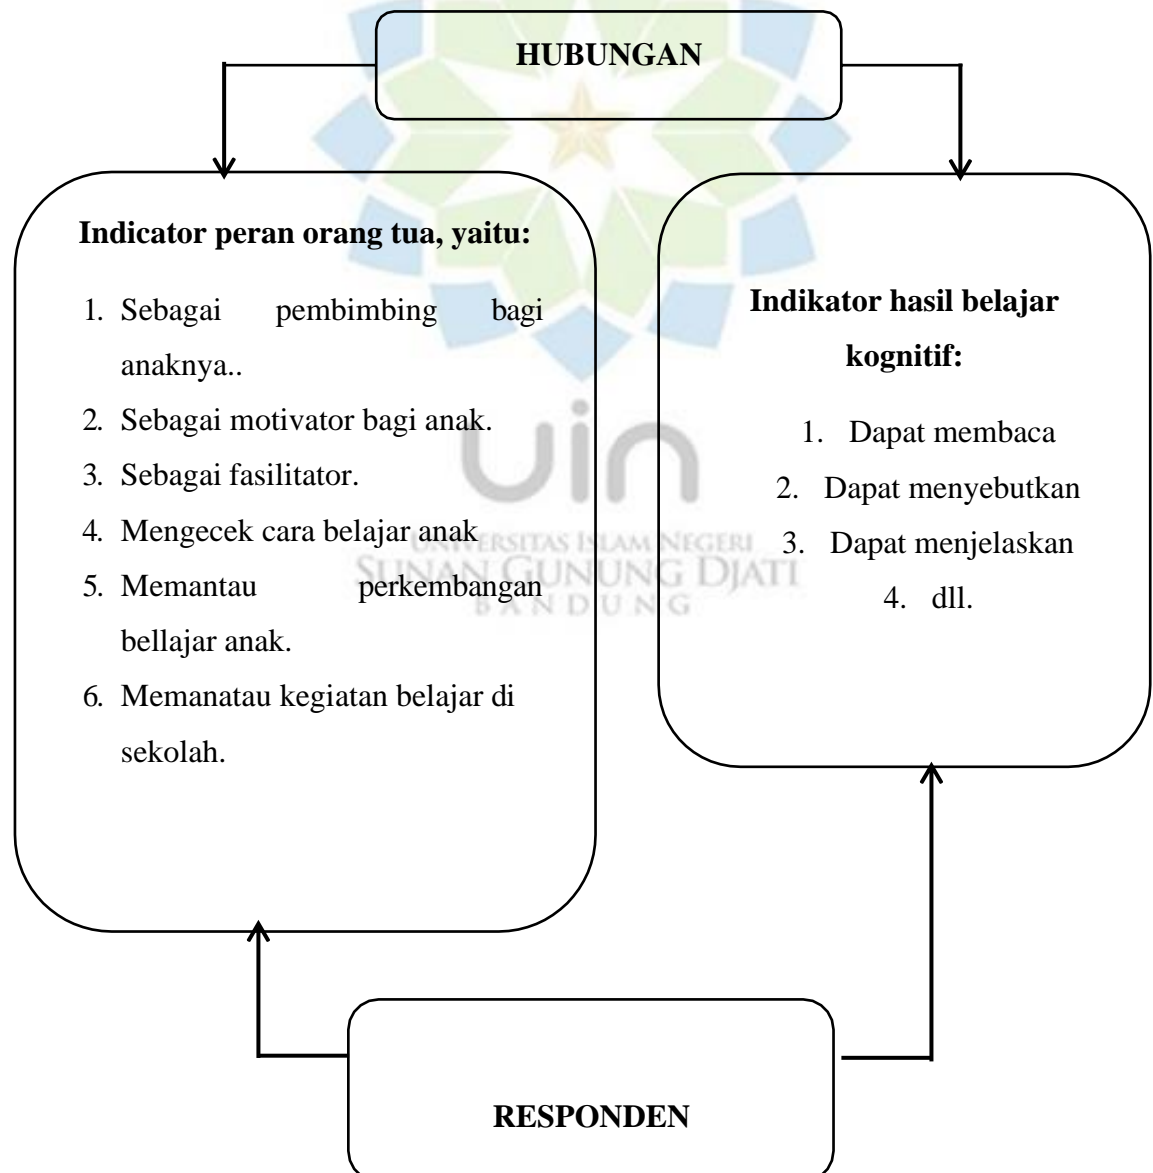 HUBUNGAN
Indicator peran orang tua, yaitu:
1. Sebagai pembimbing bagi
anaknya..
2. Sebagai motivator bagi anak.
3. Sebagai fasilitator.
4. Mengecek cara belajar anak
5. Memantau perkembangan
bellajar anak.
6. Memanatau kegiatan belajar di
sekolah.
Indikator hasil belajar
kognitif:
1. Dapat membaca
2. Dapat menyebutkan
3. Dapat menjelaskan
4. dll.
uin
UNIVERSITAS ISLAM NEGERI
SUNAN GUNUNG DJATI
BANDUNG
RESPONDEN